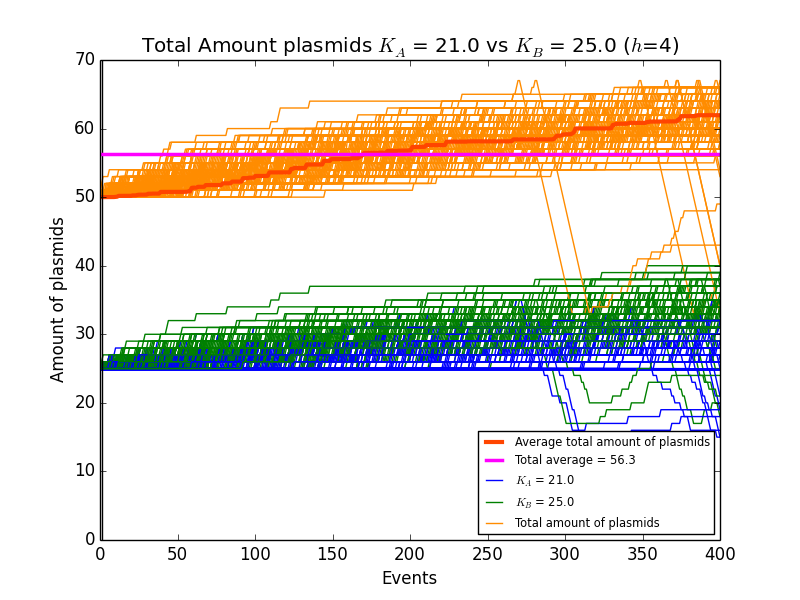 Total Amount plasmids K_A = 21.0 vs K_B = 25.0 (h=4)
70
60
50
40
30
20
10
0
Amount of plasmids
Average total amount of plasmids
Total average = 56.3
K_A = 21.0
K_B = 25.0
Total amount of plasmids
0 50 100 150 200 250 300 350 400
Events